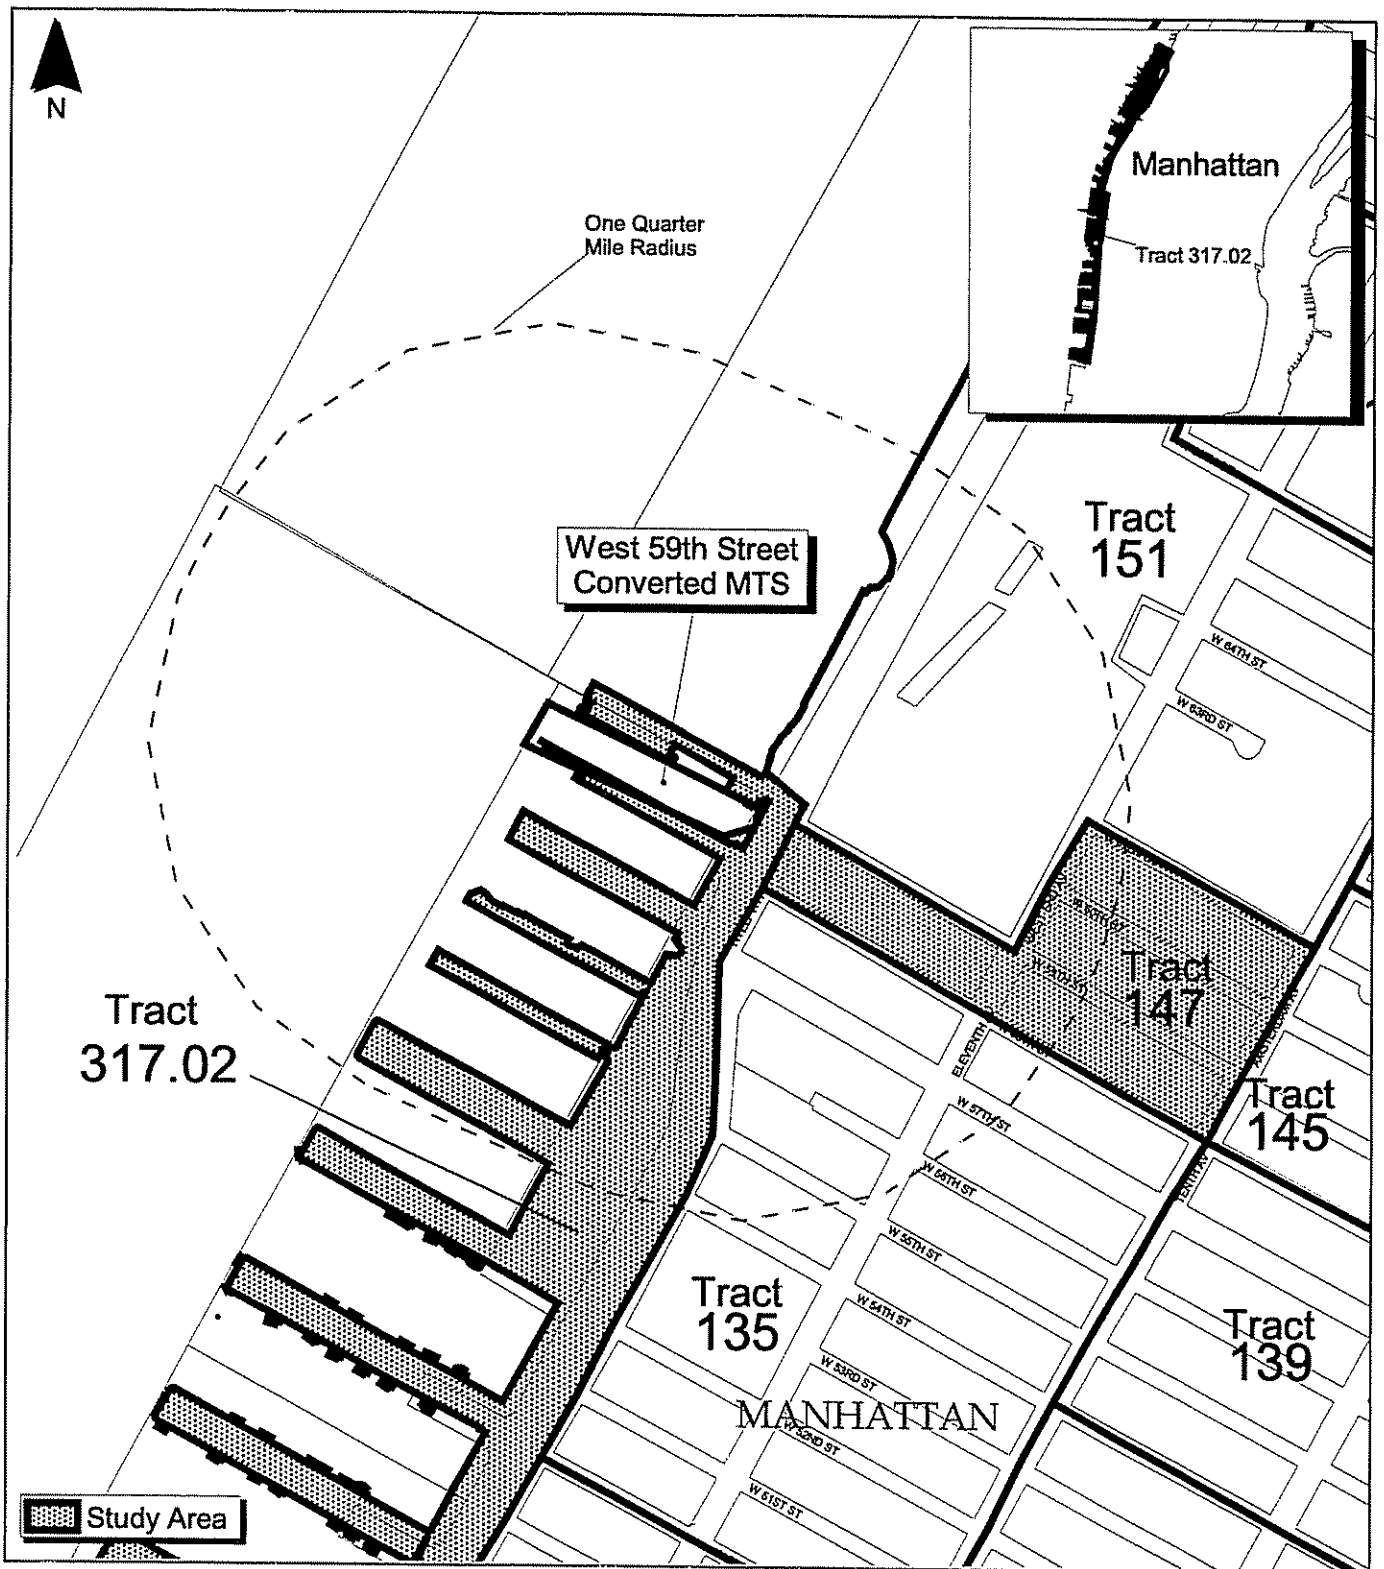 N
Manhattan
Tract 317.02
One Quarter
Mile Radius
West 59th Street
Converted MTS
Tract
151
W 64TH ST
W 63RD ST
Tract
147
Tract
317.02
ELEVENTH
W 57TH ST
Tract
145
W 56TH ST
TENTH AV
W 55TH ST
Tract
135
W 54TH ST
Tract
139
W 53RD ST
MANHATTAN
W 52ND ST
W 51ST ST
Study Area